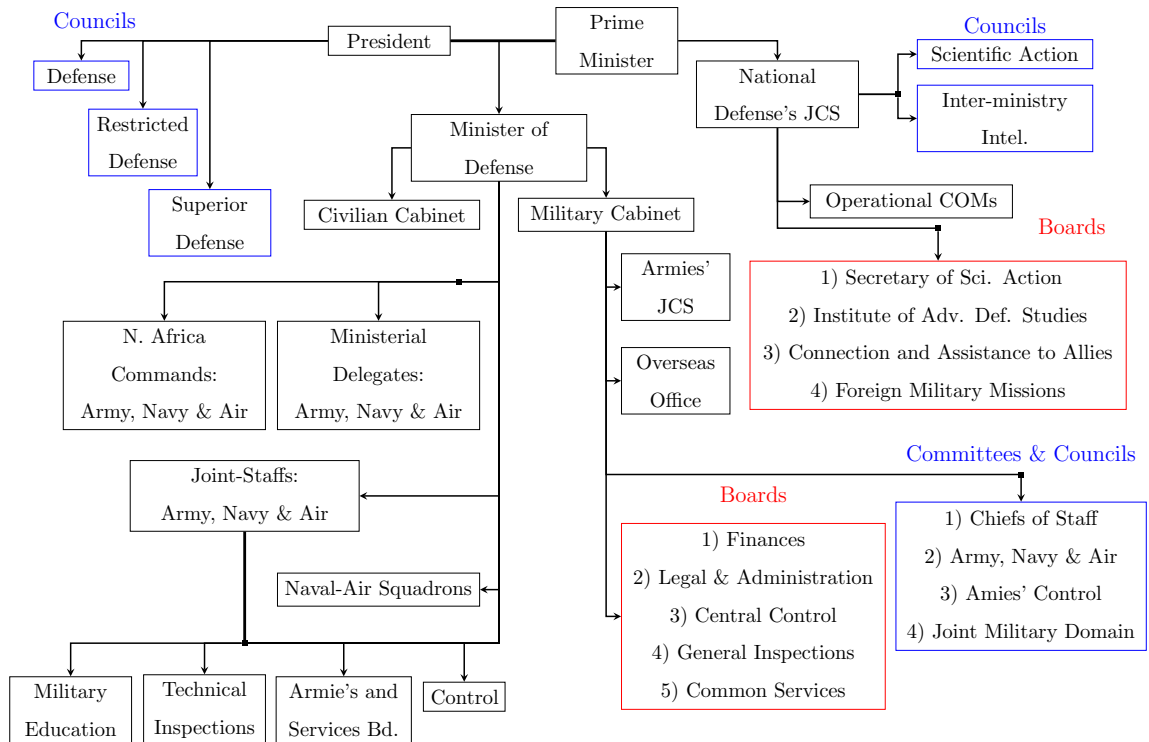 Councils
President
Prime
Minister
Councils
Defense
Scientific Action
National
Defense's JCS
Restricted
Defense
Minister of
Defense
Inter-ministry
Intel.
Superior
Defense
Civilian Cabinet
Military Cabinet
Operational COMs
Boards
Armies'
JCS
1) Secretary of Sci. Action
2) Institute of Adv. Def. Studies
3) Connection and Assistance to Allies
4) Foreign Military Missions
N. Africa
Commands:
Army, Navy & Air
Ministerial
Delegates:
Army, Navy & Air
Overseas
Office
Committees & Councils
Joint-Staffs:
Army, Navy & Air
Boards
1) Chiefs of Staff
2) Army, Navy & Air
3) Amies' Control
4) Joint Military Domain
1) Finances
2) Legal & Administration
3) Central Control
4) General Inspections
5) Common Services
Naval-Air Squadrons
Military
Education
Technical
Inspections
Armie's and
Services Bd.
Control